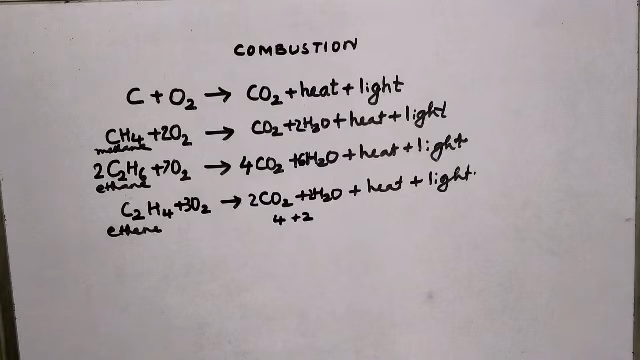 COMBUSTION
C + O₂ → CO₂ + heat + light
CH₄ + 2O₂ → CO₂ + 2H₂O + heat + light
methane
2C₂H₆ + 7O₂ → 4CO₂ + 6H₂O + heat + light
ethane
C₂H₄ + 3O₂ → 2CO₂ + 2H₂O + heat + light.
ethene
4 + 2